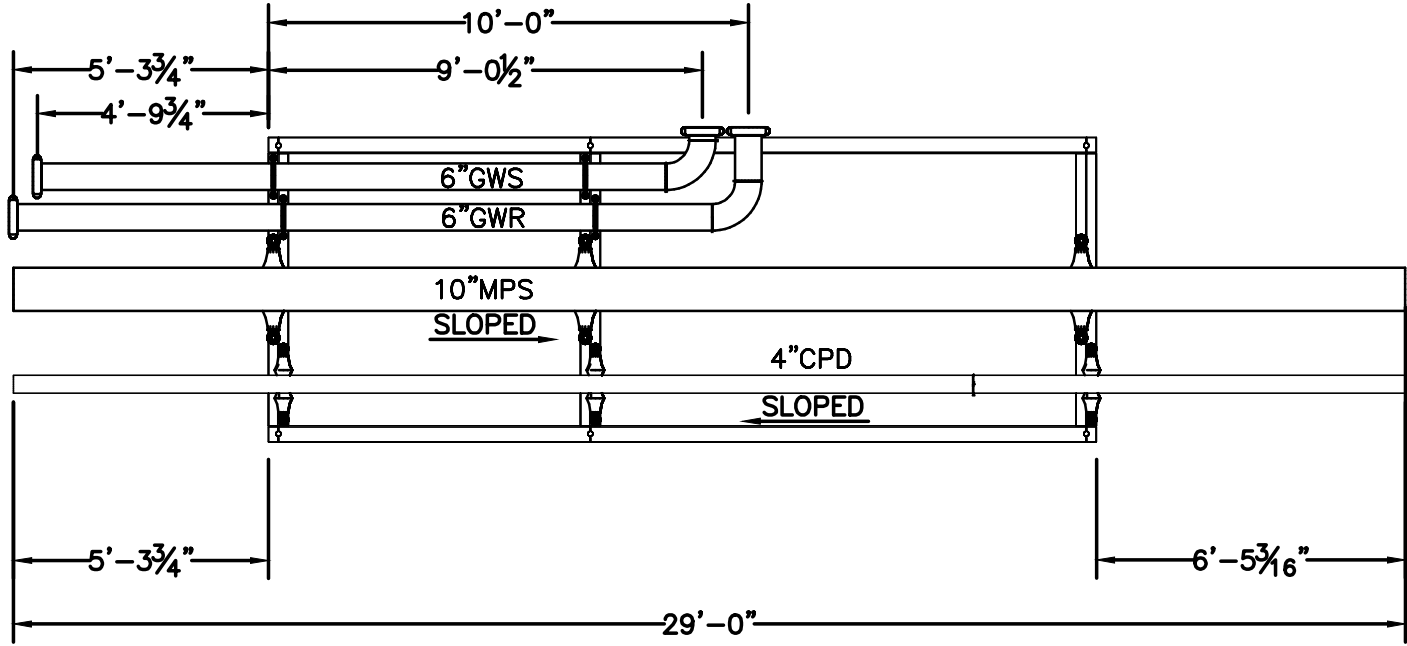 10'-0"
5'-3¾" 9'-0½"
4'-9¾"
6"GWS
6"GWR
10"MPS
SLOPED
4"CPD
SLOPED
5'-3¾" 6'-5³⁄₁₆"
29'-0"